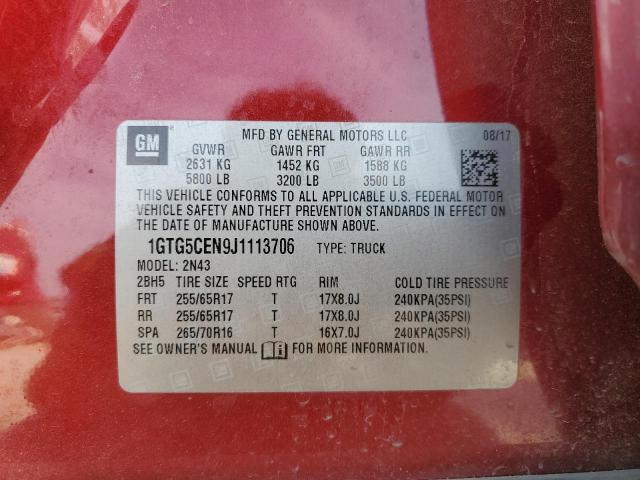 GM
MFD BY GENERAL MOTORS LLC 08/17
GVWR GAWR FRT GAWR RR
2631 KG 1452 KG 1588 KG
5800 LB 3200 LB 3500 LB
THIS VEHICLE CONFORMS TO ALL APPLICABLE U.S. FEDERAL MOTOR
VEHICLE SAFETY AND THEFT PREVENTION STANDARDS IN EFFECT ON
THE DATE OF MANUFACTURE SHOWN ABOVE.
1GTG5CEN9J1113706 TYPE: TRUCK
MODEL: 2N43
2BH5 TIRE SIZE SPEED RTG RIM COLD TIRE PRESSURE
FRT 255/65R17 T 17X8.0J 240KPA(35PSI)
RR 255/65R17 T 17X8.0J 240KPA(35PSI)
SPA 265/70R16 T 16X7.0J 240KPA(35PSI)
SEE OWNER'S MANUAL FOR MORE INFORMATION.